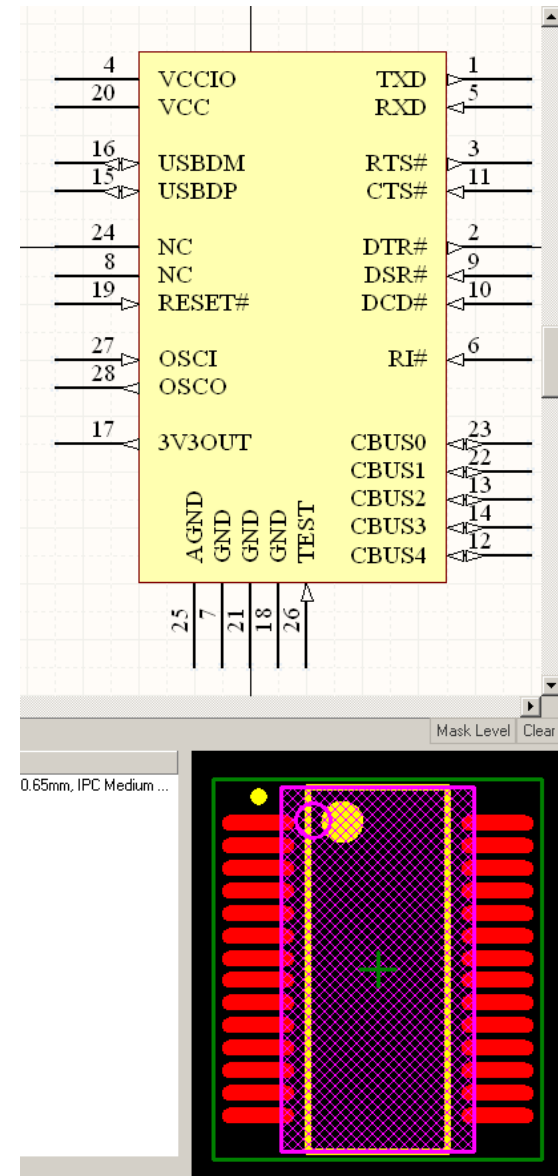 4 VCCIO TXD 1
20 VCC RXD 5
16 USBDM RTS# 3
15 USBDP CTS# 11
24 NC DTR# 2
8 NC DSR# 9
19 RESET# DCD# 10
27 OSCI RI# 6
28 OSCO
17 3V3OUT CBUS0 23
CBUS1 22
CBUS2 13
CBUS3 14
CBUS4 12
AGND GND GND GND TEST
25 7 21 18 26
Mask Level Clear
0.65mm, IPC Medium ...